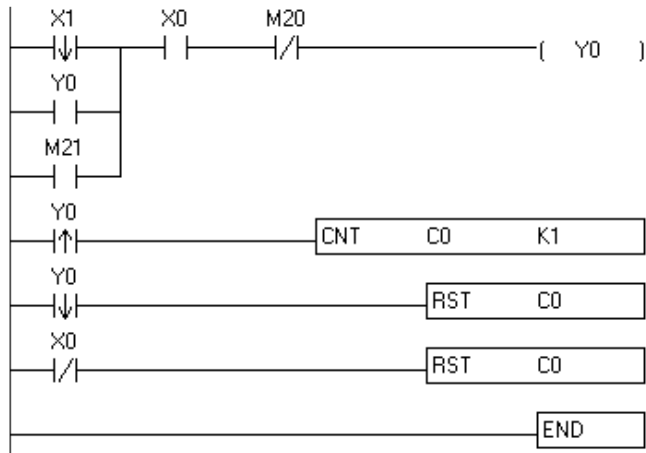 X1 X0 M20
( Y0 )
Y0
M21
Y0
CNT C0 K1
Y0
RST C0
X0
RST C0
END